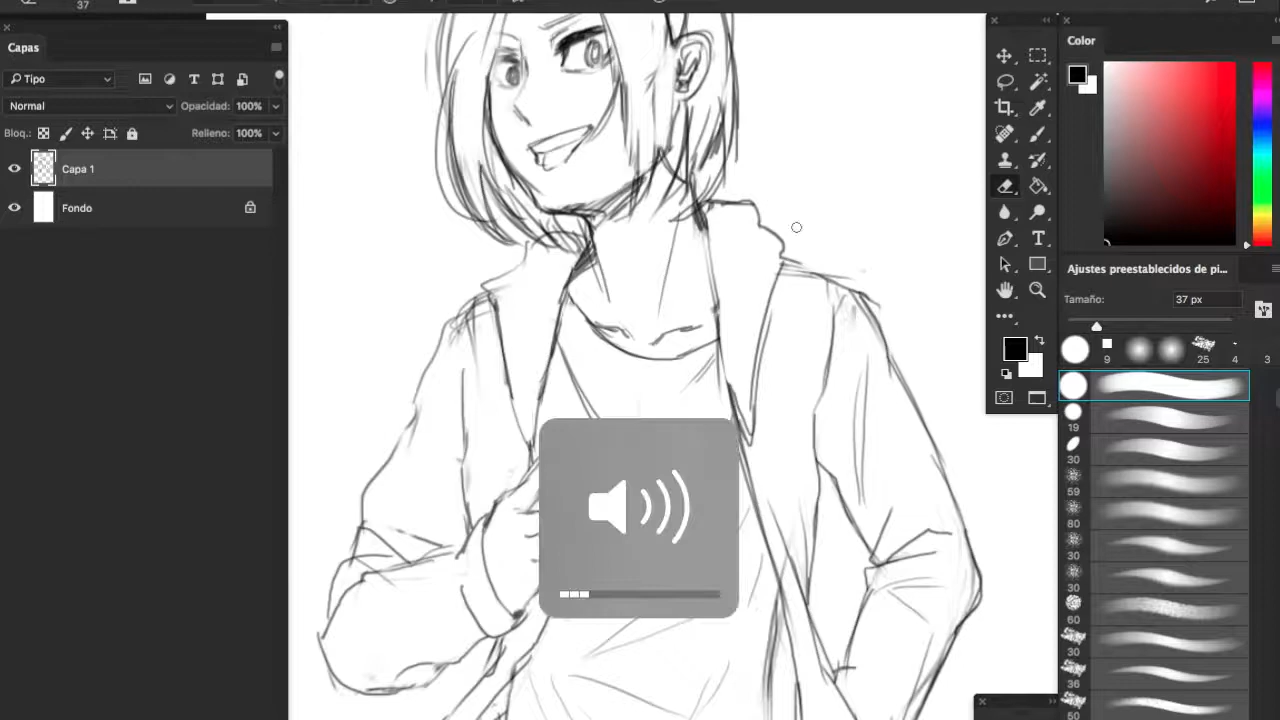 37
Capas
Tipo
Normal
Opacidad: 100%
Bloq.:
Relleno: 100%
Capa 1
Fondo
Color
Ajustes preestablecidos de pi...
Tamaño: 37 px
9
25
4
3
19
30
59
80
30
30
60
30
36
50